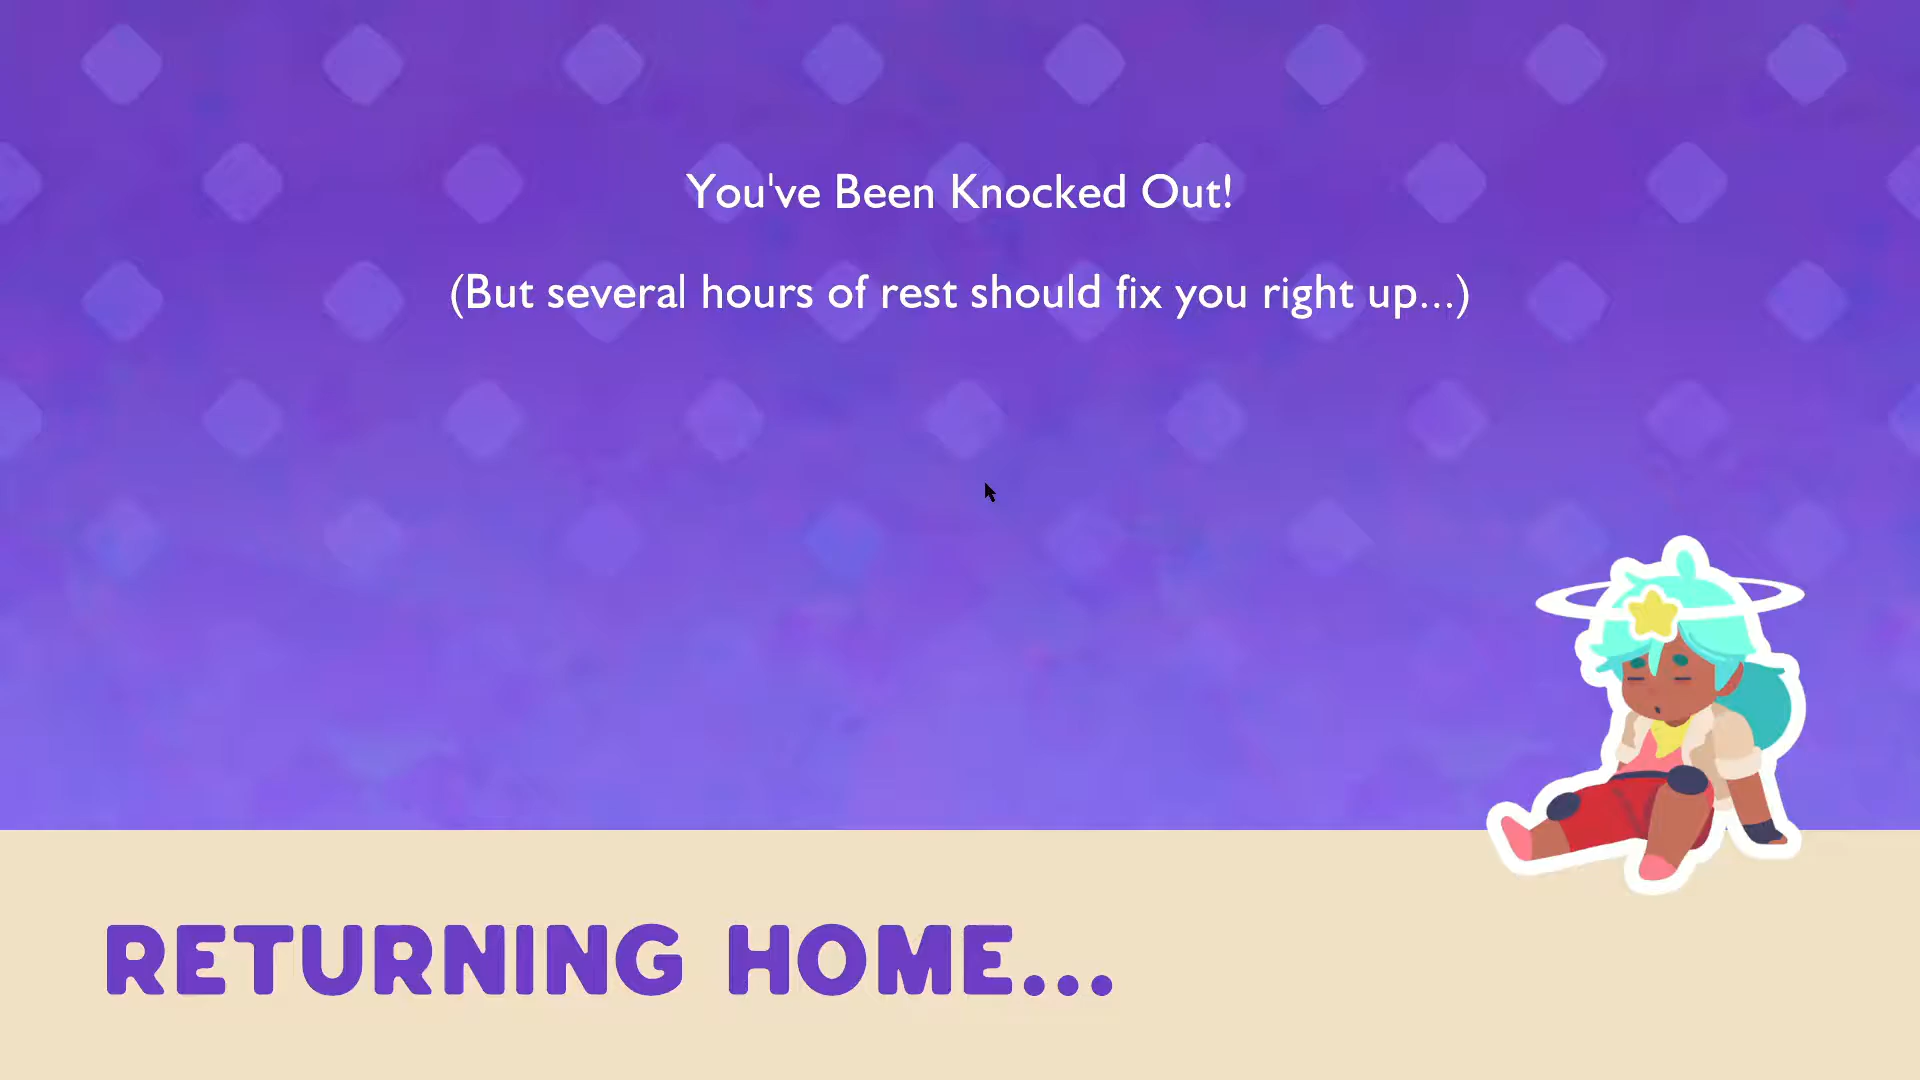 You've Been Knocked Out!
(But several hours of rest should fix you right up...)
RETURNING HOME...